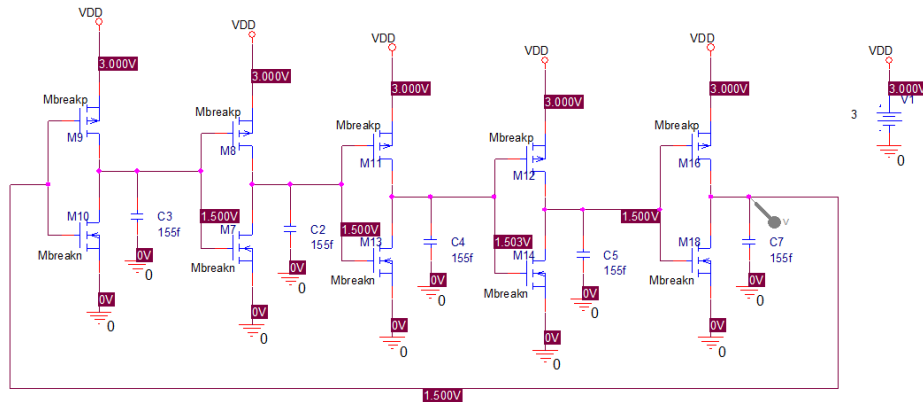 VDD
VDD
VDD
VDD
VDD
VDD
3.000V
3.000V
3.000V
3.000V
3.000V
3.000V
V1
3
0
Mbreakp
M9
Mbreakp
M8
Mbreakp
M11
Mbreakp
M12
Mbreakp
M16
M10
Mbreakn
C3
155f
1.500V
M7
Mbreakn
C2
155f
1.500V
M13
Mbreakn
C4
155f
1.503V
M14
Mbreakn
C5
155f
1.500V
M18
Mbreakn
C7
155f
V
0V
0
0V
0
0V
0
0V
0
0V
0
0V
0
0V
0
0V
0
0V
0
0V
0
1.500V